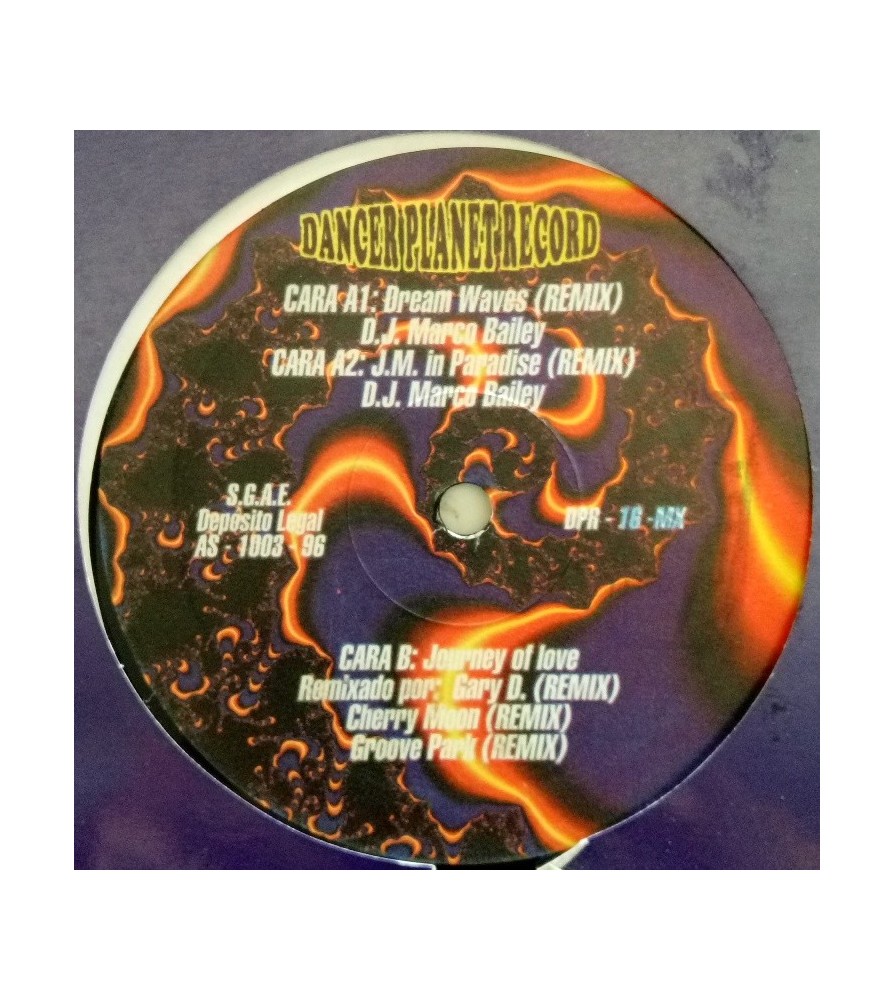 DANCER PLANET RECORD
CARA A1: Dream Waves (REMIX)
D.J. Marco Bailey
CARA A2: J.M. in Paradise (REMIX)
D.J. Marco Bailey
S.G.A.E.
Deposito Legal
AS - 1003 - 96
DPR - 16 -MX
CARA B: Journey of love
Remixado por: Gary D. (REMIX)
Cherry Moon (REMIX)
Groove Park (REMIX)